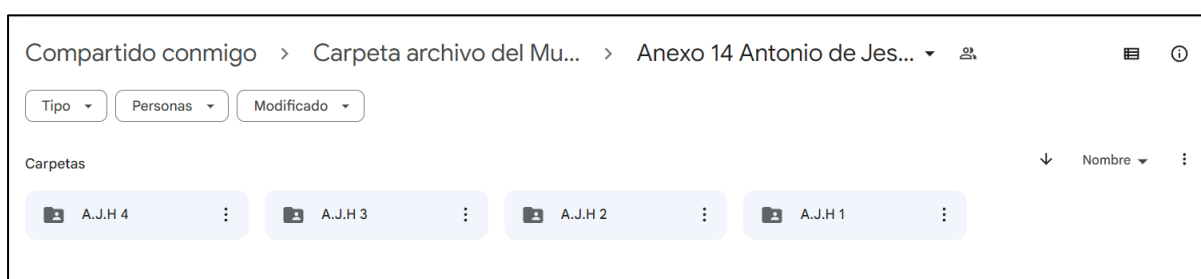 Compartido conmigo > Carpeta archivo del Mu... > Anexo 14 Antonio de Jes...
Tipo Personas Modificado
Carpetas Nombre
A.J.H 4 A.J.H 3 A.J.H 2 A.J.H 1